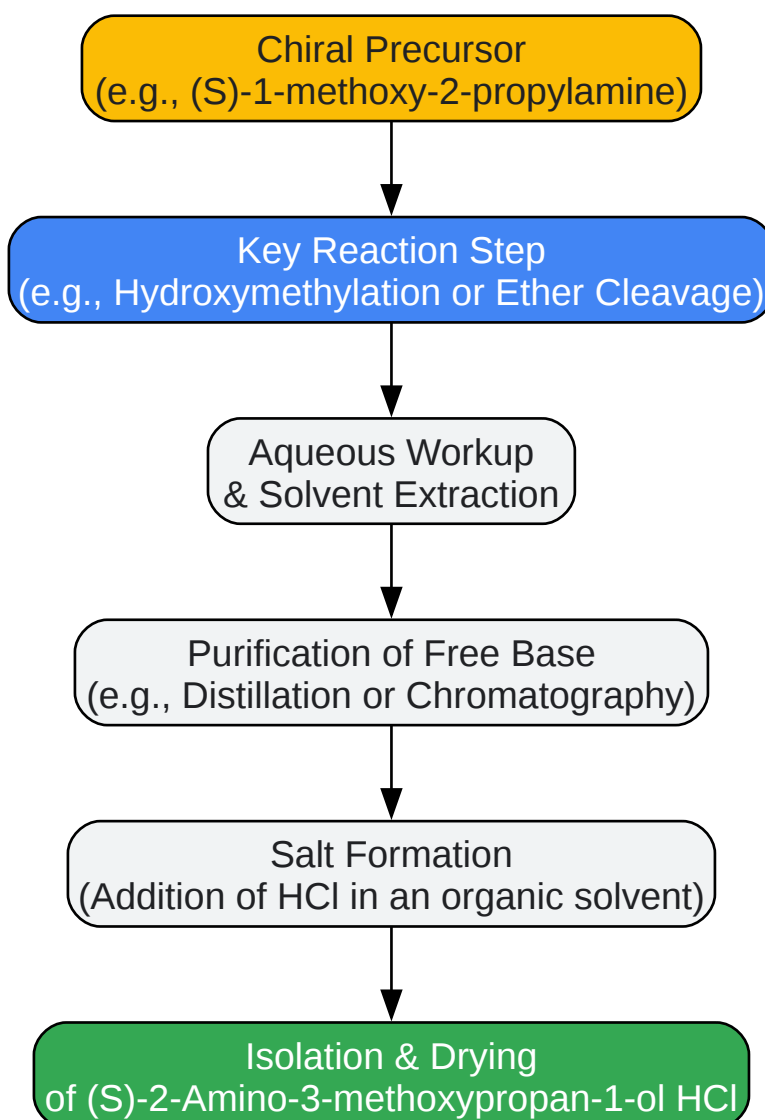 Chiral Precursor
(e.g., (S)-1-methoxy-2-propylamine)
Key Reaction Step
(e.g., Hydroxymethylation or Ether Cleavage)
Aqueous Workup
& Solvent Extraction
Purification of Free Base
(e.g., Distillation or Chromatography)
Salt Formation
(Addition of HCl in an organic solvent)
Isolation & Drying
of (S)-2-Amino-3-methoxypropan-1-ol HCl